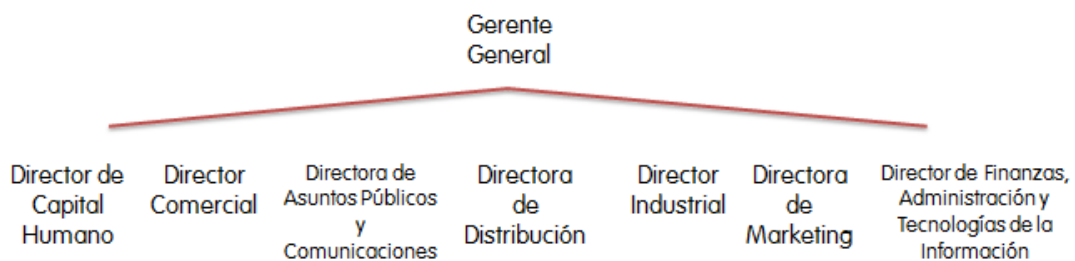 Gerente
General
Director de
Capital
Humano
Director
Comercial
Directora de
Asuntos Públicos
y
Comunicaciones
Directora
de
Distribución
Director
Industrial
Directora
de
Marketing
Director de Finanzas,
Administración y
Tecnologías de la
Información